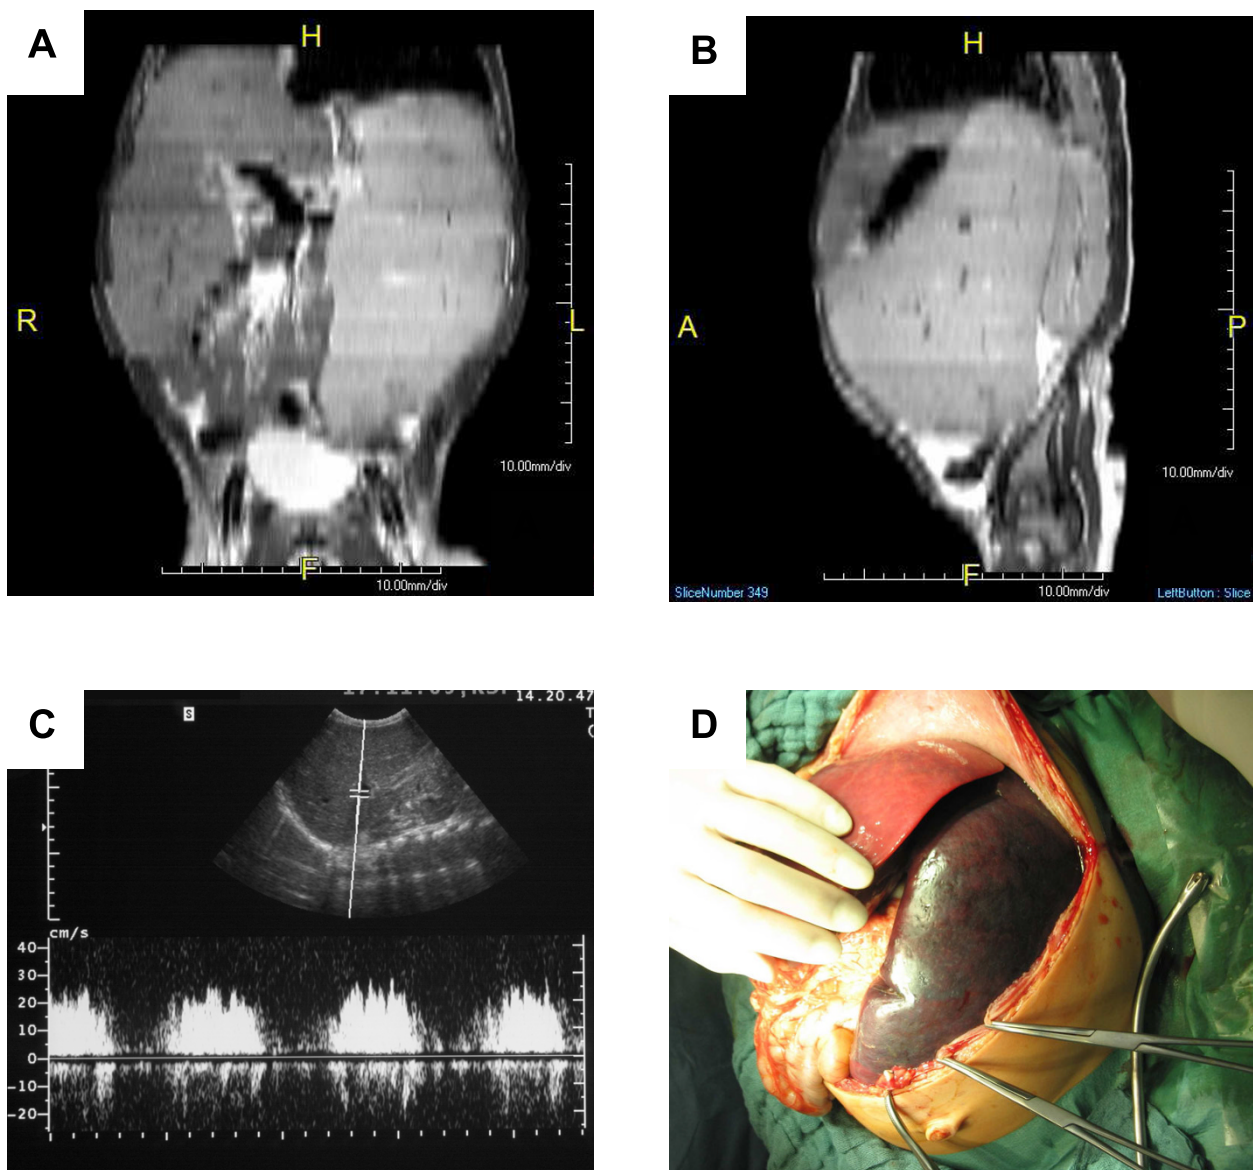 A
H
R
L
10.00mm/div
F
10.00mm/div
B
H
A
P
10.00mm/div
F
10.00mm/div
SliceNumber 349
LeftButton : Slice
C
14.20.47
S
T
cm/s
40
30
20
10
0
-10
-20
D